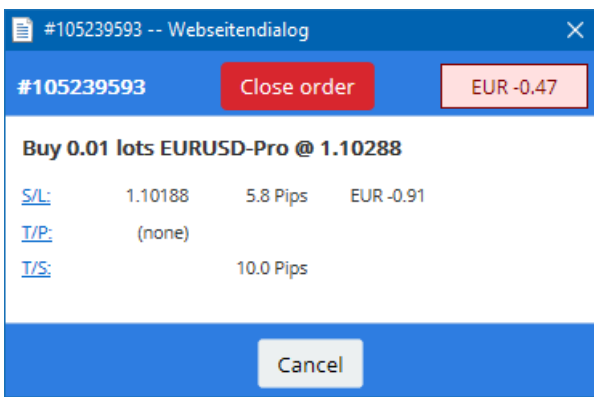 #105239593 -- Webseitendialog
#105239593 Close order EUR -0.47
Buy 0.01 lots EURUSD-Pro @ 1.10288
S/L: 1.10188 5.8 Pips EUR -0.91
T/P: (none)
T/S: 10.0 Pips
Cancel